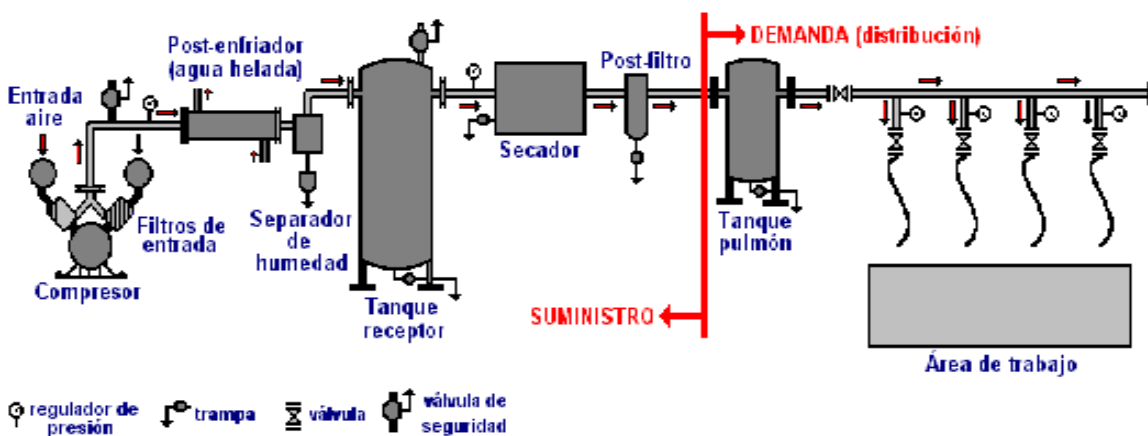 DEMANDA (distribución)
Post-enfriador
(agua helada)
Post-filtro
Entrada
aire
Secador
Filtros de
entrada
Separador
de
humedad
Tanque
pulmón
Compresor
Tanque
receptor
SUMINISTRO
Área de trabajo
regulador de
presión
trampa
válvula
válvula de
seguridad